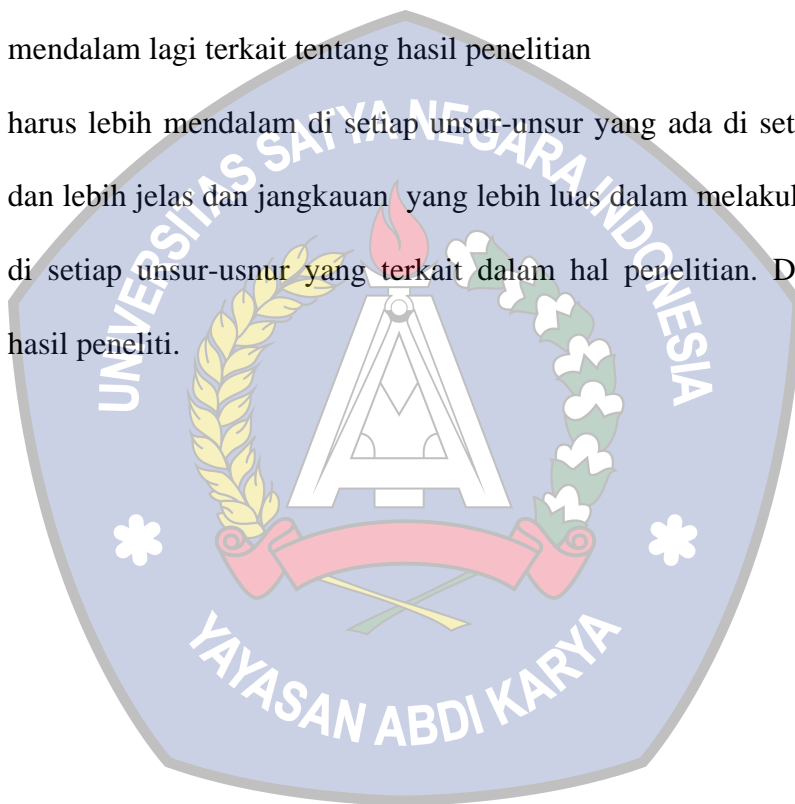 mendalam lagi terkait tentang hasil penelitian
harus lebih mendalam di setiap unsur-unsur yang ada di set
dan lebih jelas dan jangkauan yang lebih luas dalam melakuk
di setiap unsur-usnur yang terkait dalam hal penelitian. D
hasil peneliti.
UNIVERSITAS SATYA NEGARA INDONESIA
YAYASAN ABDI KARYA